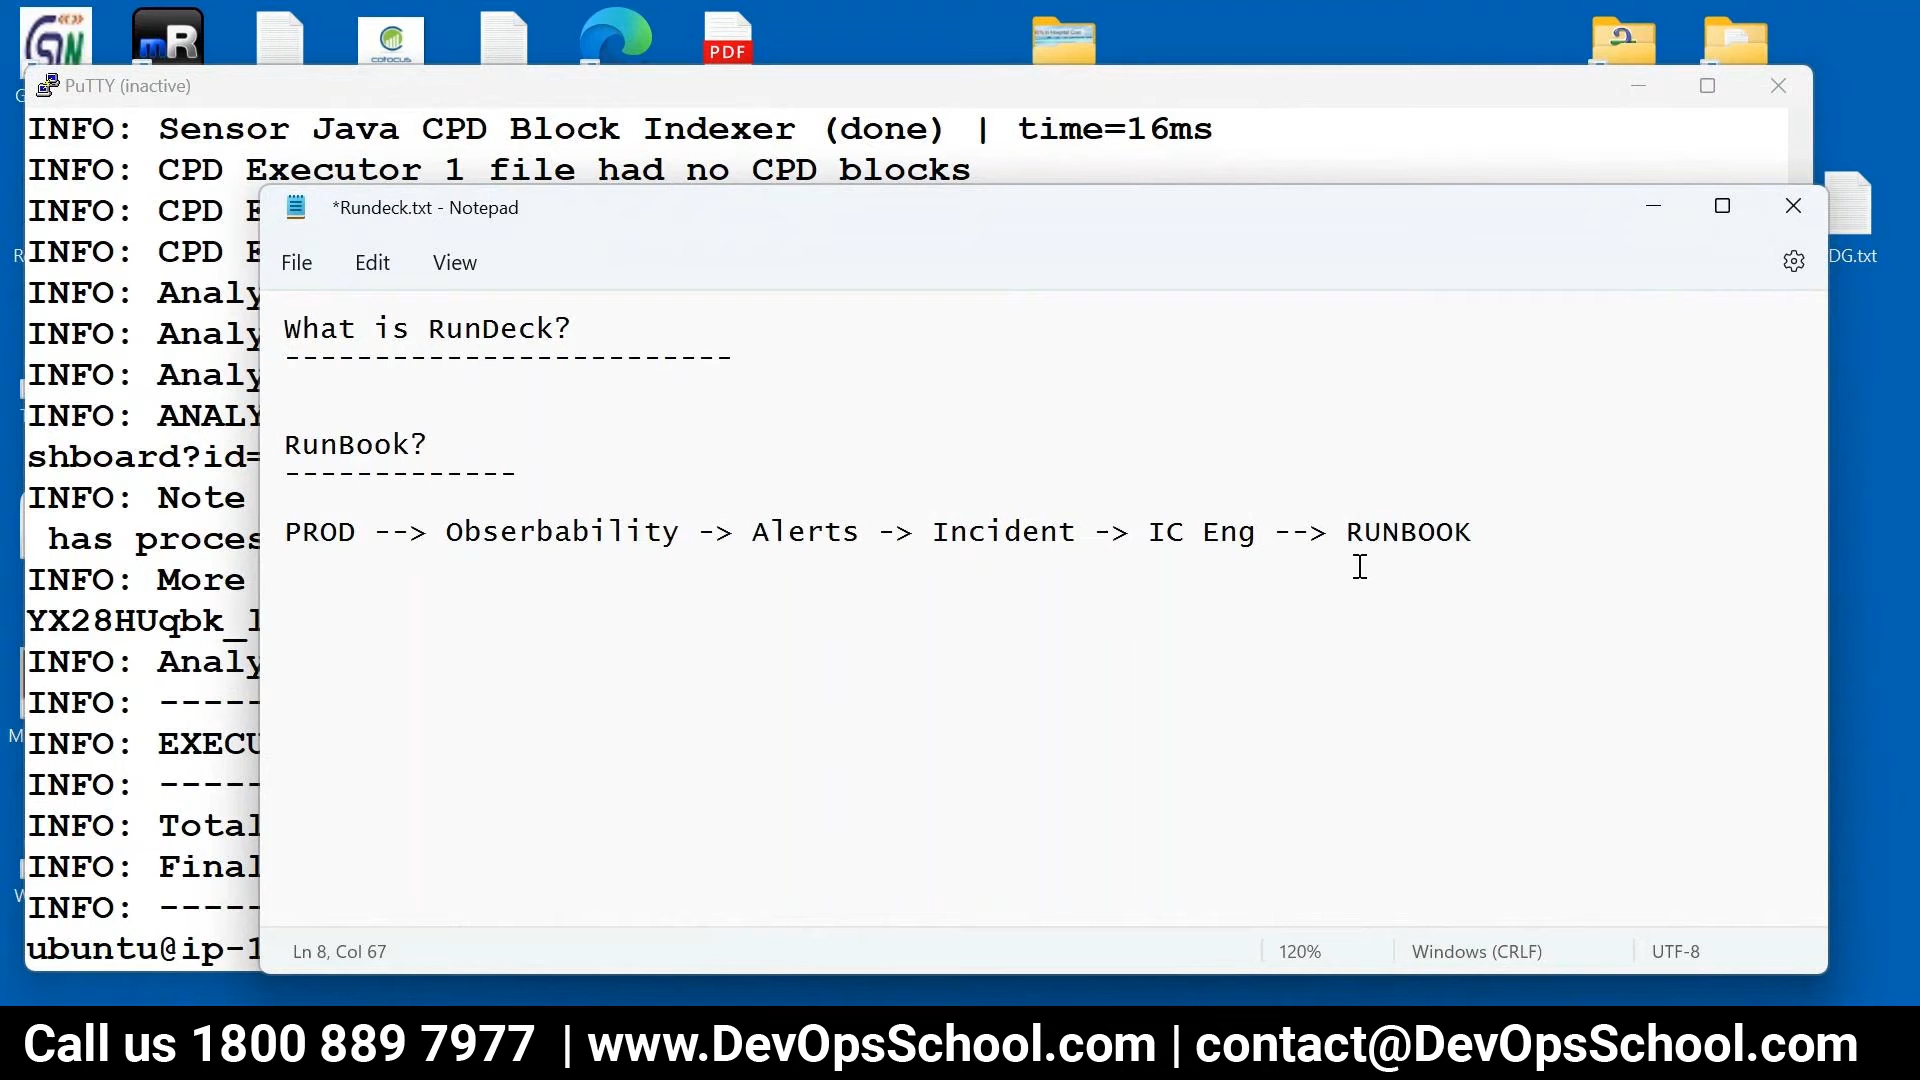 PDF
cotocus
PuTTY (inactive)
INFO: Sensor Java CPD Block Indexer (done) | time=16ms
INFO: CPD Executor 1 file had no CPD blocks
INFO: CPD E
INFO: CPD E
INFO: Analy
INFO: Analy
INFO: Analy
INFO: ANALY
shboard?id=
INFO: Note
has proces
INFO: More
YX28HUqbk_l
INFO: Analy
INFO: -----
INFO: EXECU
INFO: -----
INFO: Total
INFO: Final
INFO: -----
ubuntu@ip-1
*Rundeck.txt - Notepad
File Edit View
What is RunDeck?
-------------------------
RunBook?
-------------
PROD --> Obserbability -> Alerts -> Incident -> IC Eng --> RUNBOOK
Ln 8, Col 67
120%
Windows (CRLF)
UTF-8
DG.txt
Call us 1800 889 7977 | www.DevOpsSchool.com | contact@DevOpsSchool.com